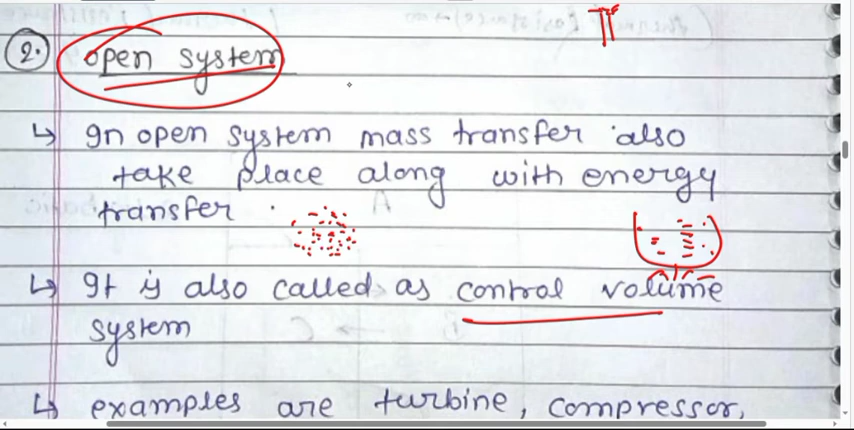 2. open system
↳ In open system mass transfer also
take place along with energy
transfer.
↳ It is also called as control volume
system
↳ examples are turbine, compressor,